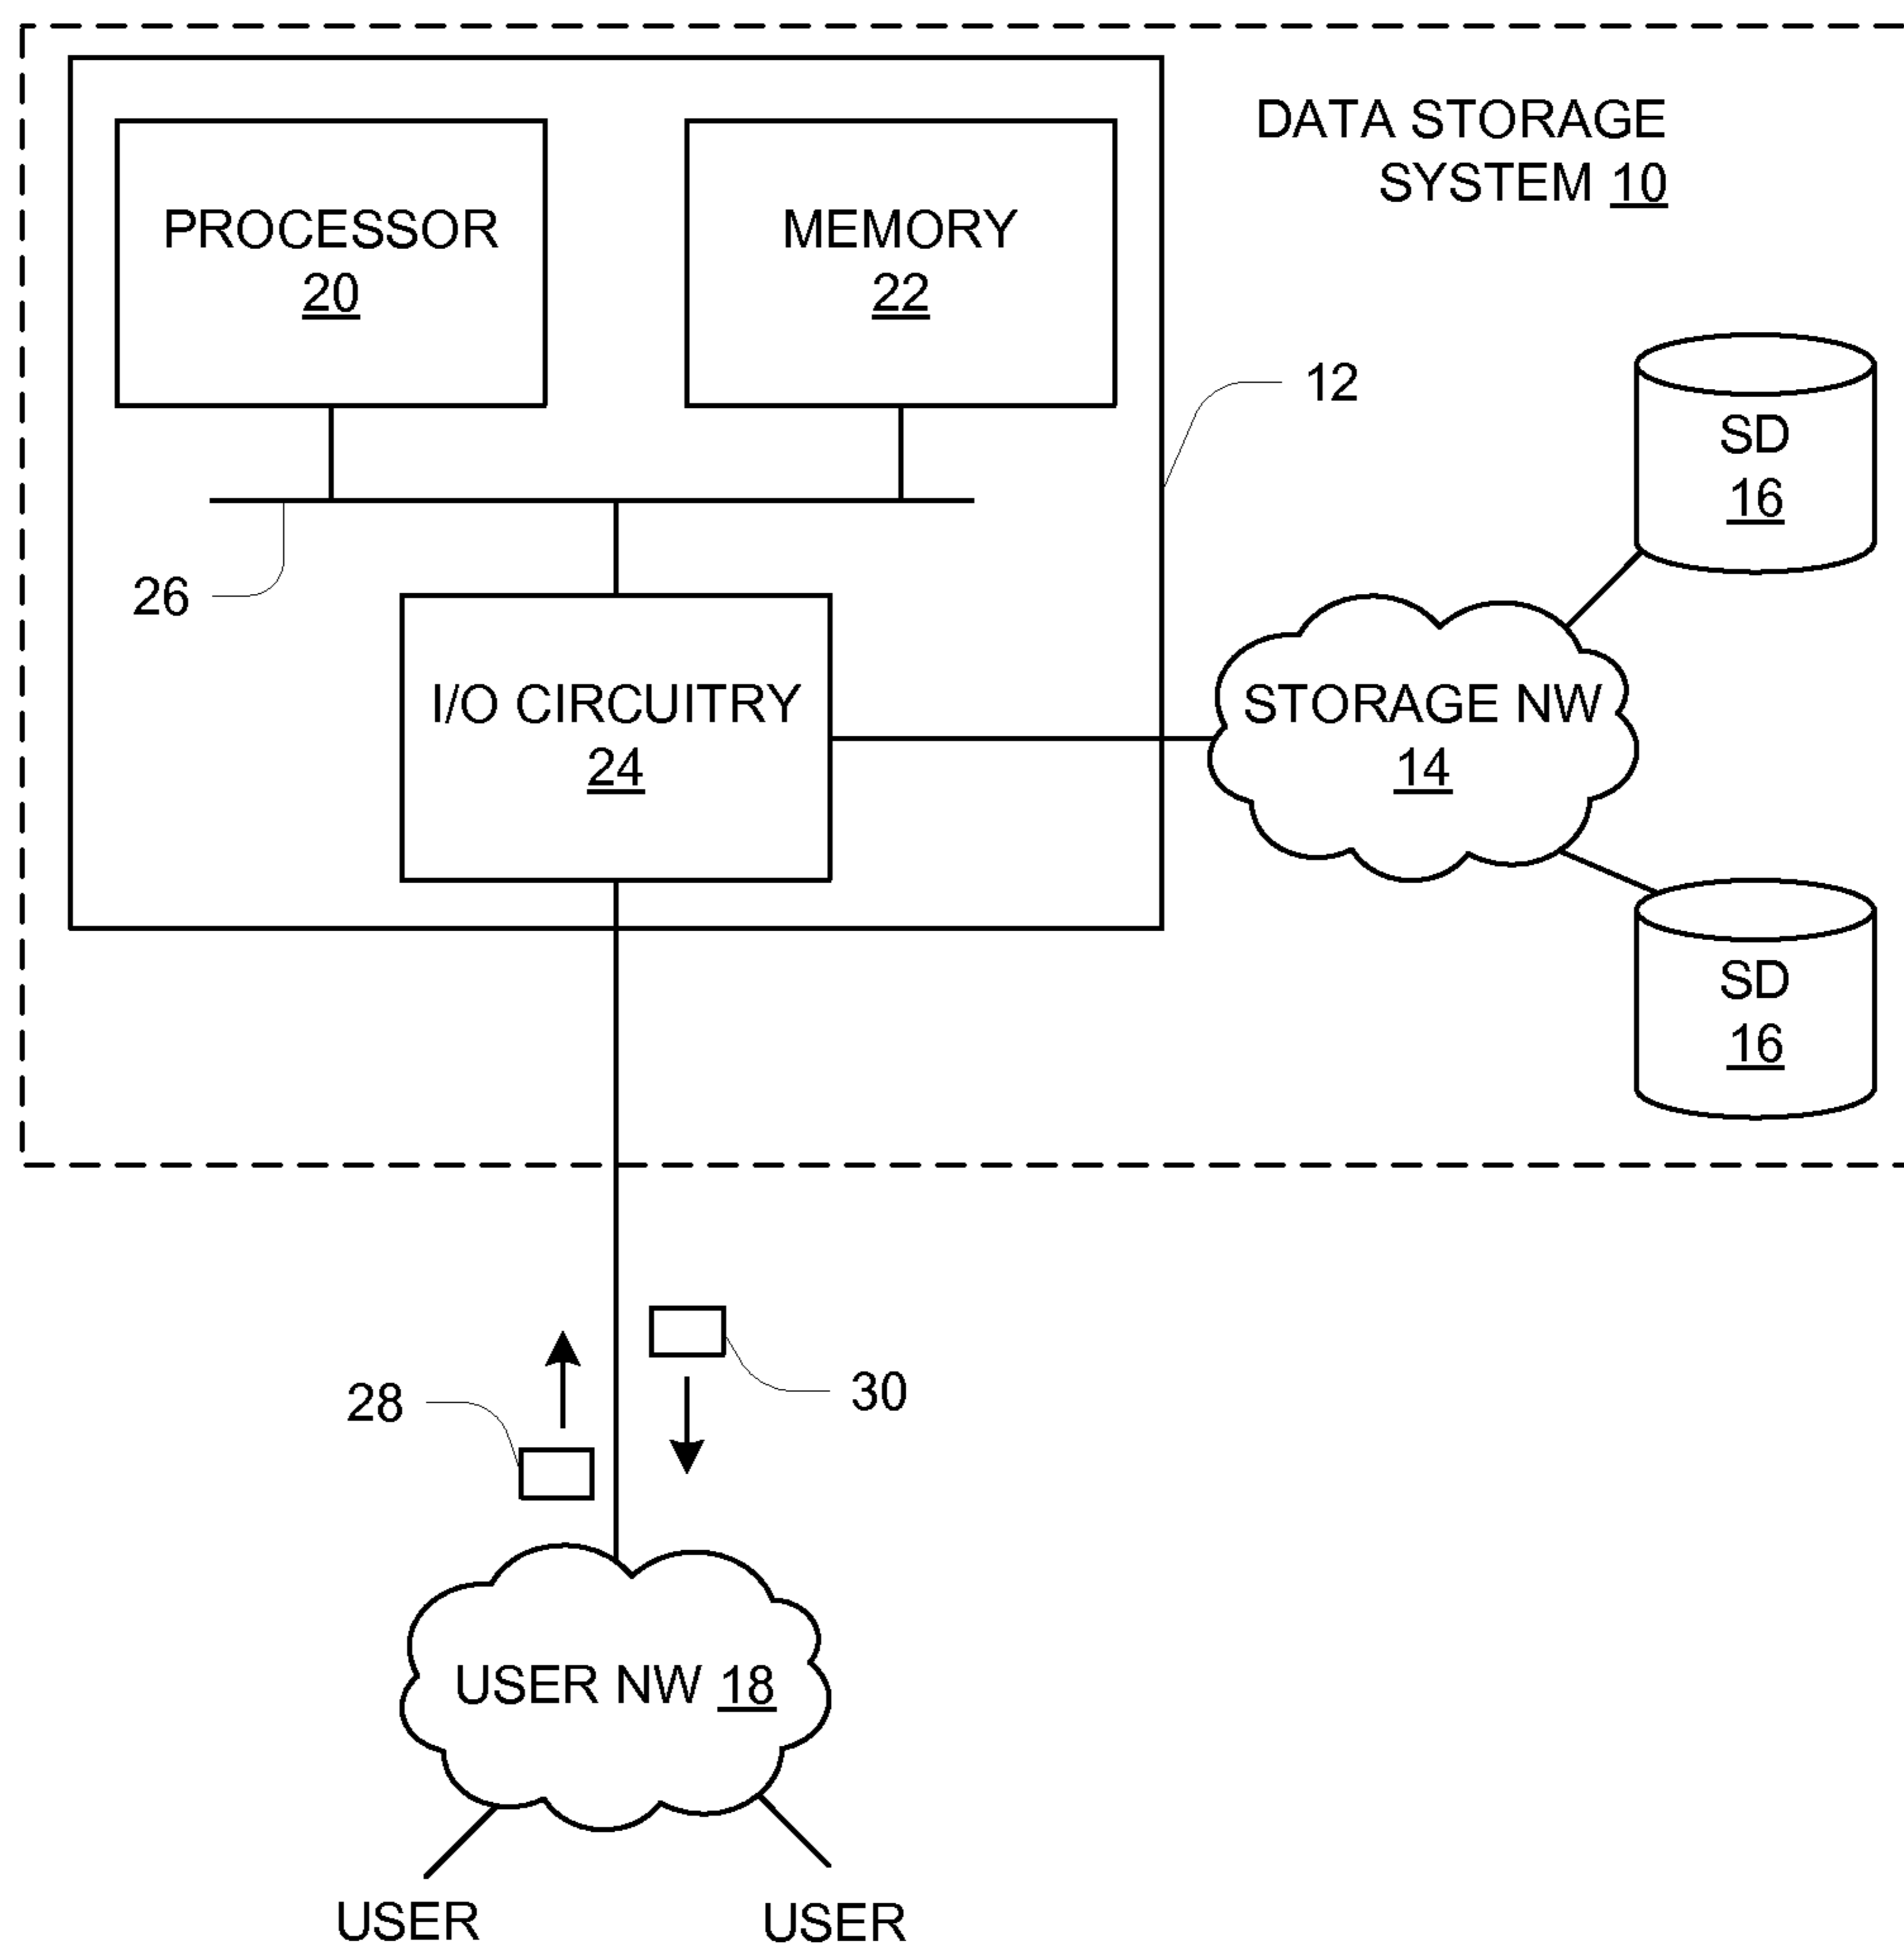 DATA STORAGE
SYSTEM 10
PROCESSOR
20
MEMORY
22
12
SD
16
26
I/O CIRCUITRY
24
STORAGE NW
14
SD
16
28
30
USER NW 18
USER
USER